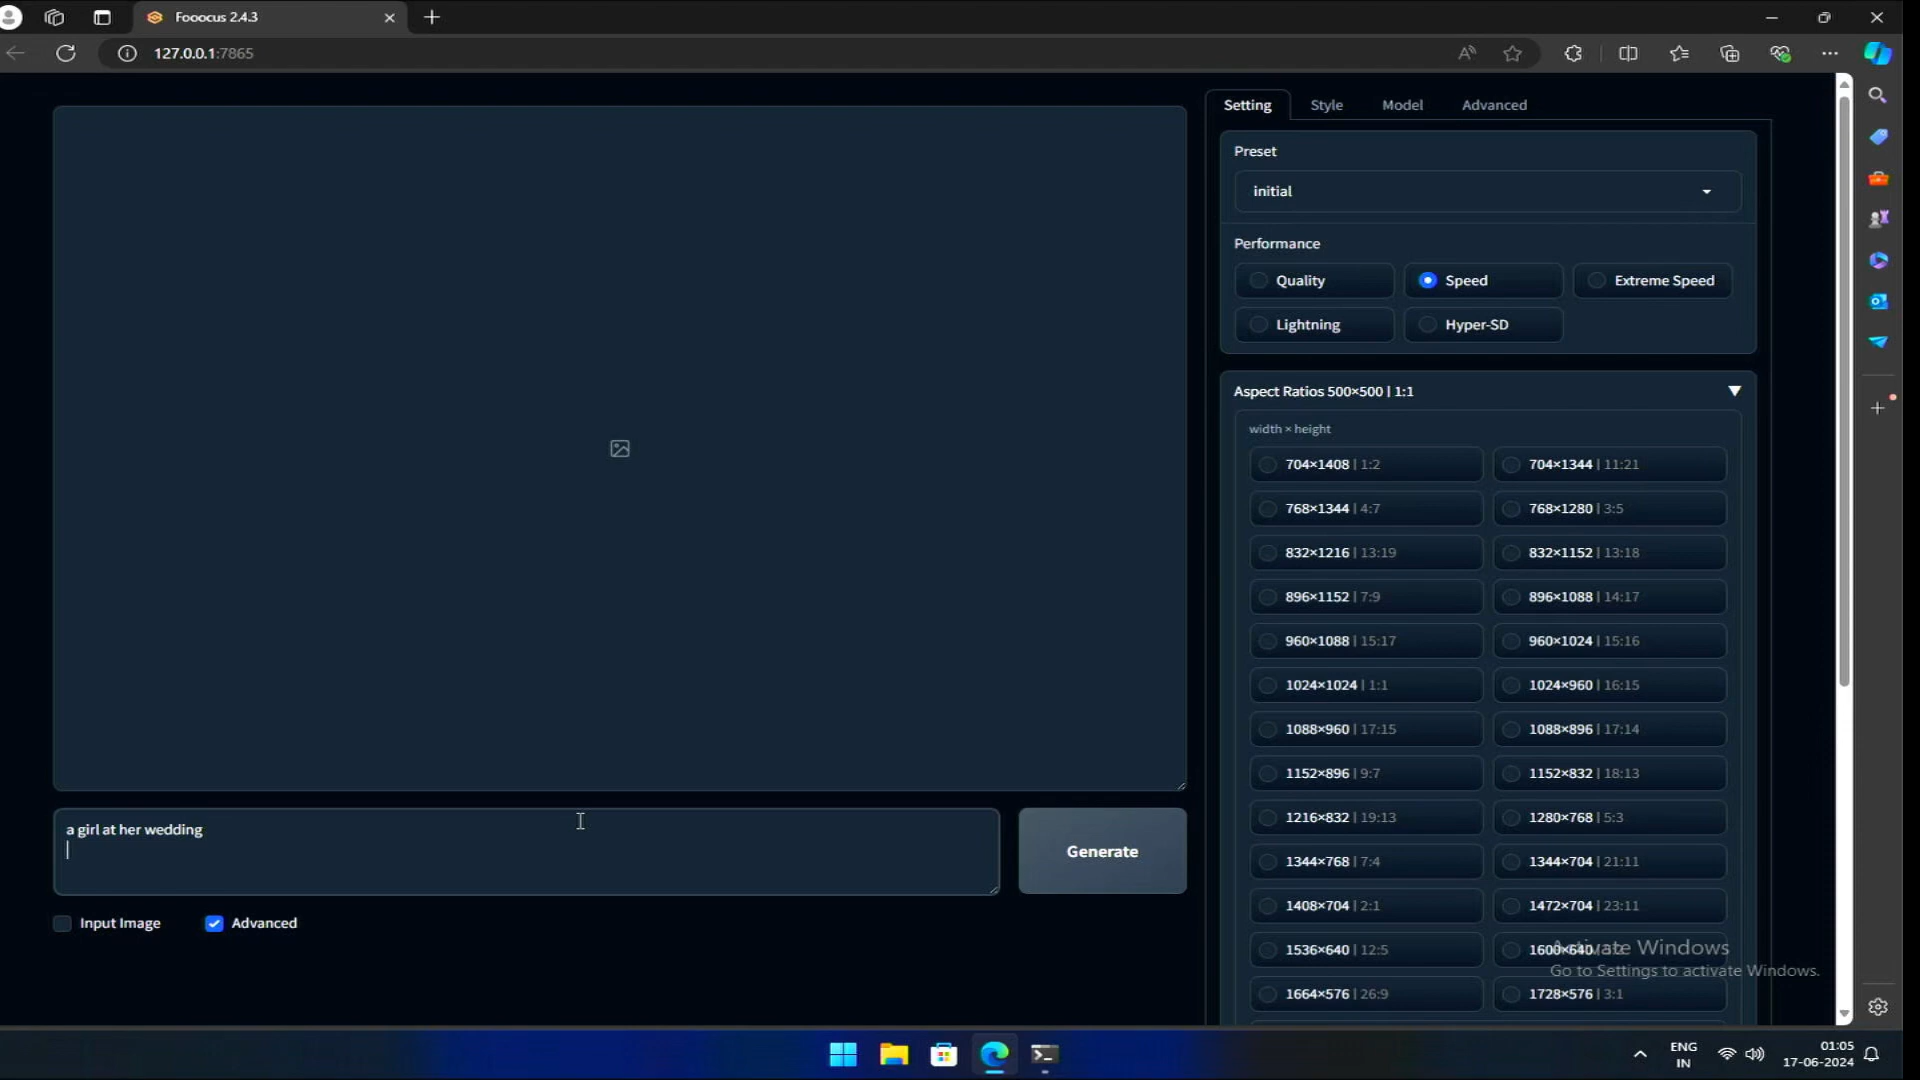 Fooocus 2.4.3
127.0.0.1:7865
Setting Style Model Advanced
Preset
initial
Performance
Quality Speed Extreme Speed
Lightning Hyper-SD
Aspect Ratios 500×500 | 1:1
width × height
704×1408 | 1:2 704×1344 | 11:21
768×1344 | 4:7 768×1280 | 3:5
832×1216 | 13:19 832×1152 | 13:18
896×1152 | 7:9 896×1088 | 14:17
960×1088 | 15:17 960×1024 | 15:16
1024×1024 | 1:1 1024×960 | 16:15
1088×960 | 17:15 1088×896 | 17:14
1152×896 | 9:7 1152×832 | 18:13
1216×832 | 19:13 1280×768 | 5:3
1344×768 | 7:4 1344×704 | 21:11
1408×704 | 2:1 1472×704 | 23:11
1536×640 | 12:5 1600×640
1664×576 | 26:9 1728×576 | 3:1
a girl at her wedding
Generate
Input Image Advanced
Activate Windows
Go to Settings to activate Windows.
ENG
IN
01:05
17-06-2024